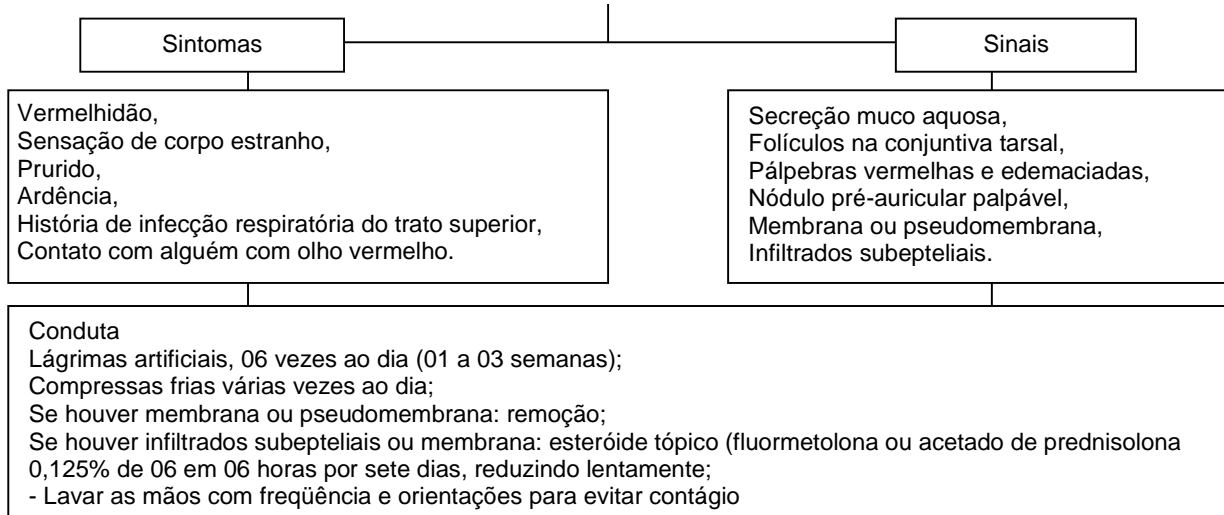 Sintomas
Sinais
Vermelhidão,
Sensação de corpo estranho,
Prurido,
Ardência,
História de infecção respiratória do trato superior,
Contato com alguém com olho vermelho.
Secreção muco aquosa,
Folículos na conjuntiva tarsal,
Pálpebras vermelhas e edemaciadas,
Nódulo pré-auricular palpável,
Membrana ou pseudomembrana,
Infiltrados subepteliais.
Conduta
Lágrimas artificiais, 06 vezes ao dia (01 a 03 semanas);
Compressas frias várias vezes ao dia;
Se houver membrana ou pseudomembrana: remoção;
Se houver infiltrados subepteliais ou membrana: esteróide tópico (fluormetolona ou acetado de prednisolona
0,125% de 06 em 06 horas por sete dias, reduzindo lentamente;
- Lavar as mãos com freqüência e orientações para evitar contágio